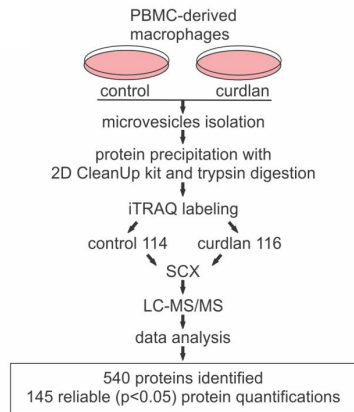 PBMC-derived
macrophages
control curdlan
microvesicles isolation
protein precipitation with
2D CleanUp kit and trypsin digestion
iTRAQ labeling
control 114 curdlan 116
SCX
LC-MS/MS
data analysis
540 proteins identified
145 reliable (p<0.05) protein quantifications